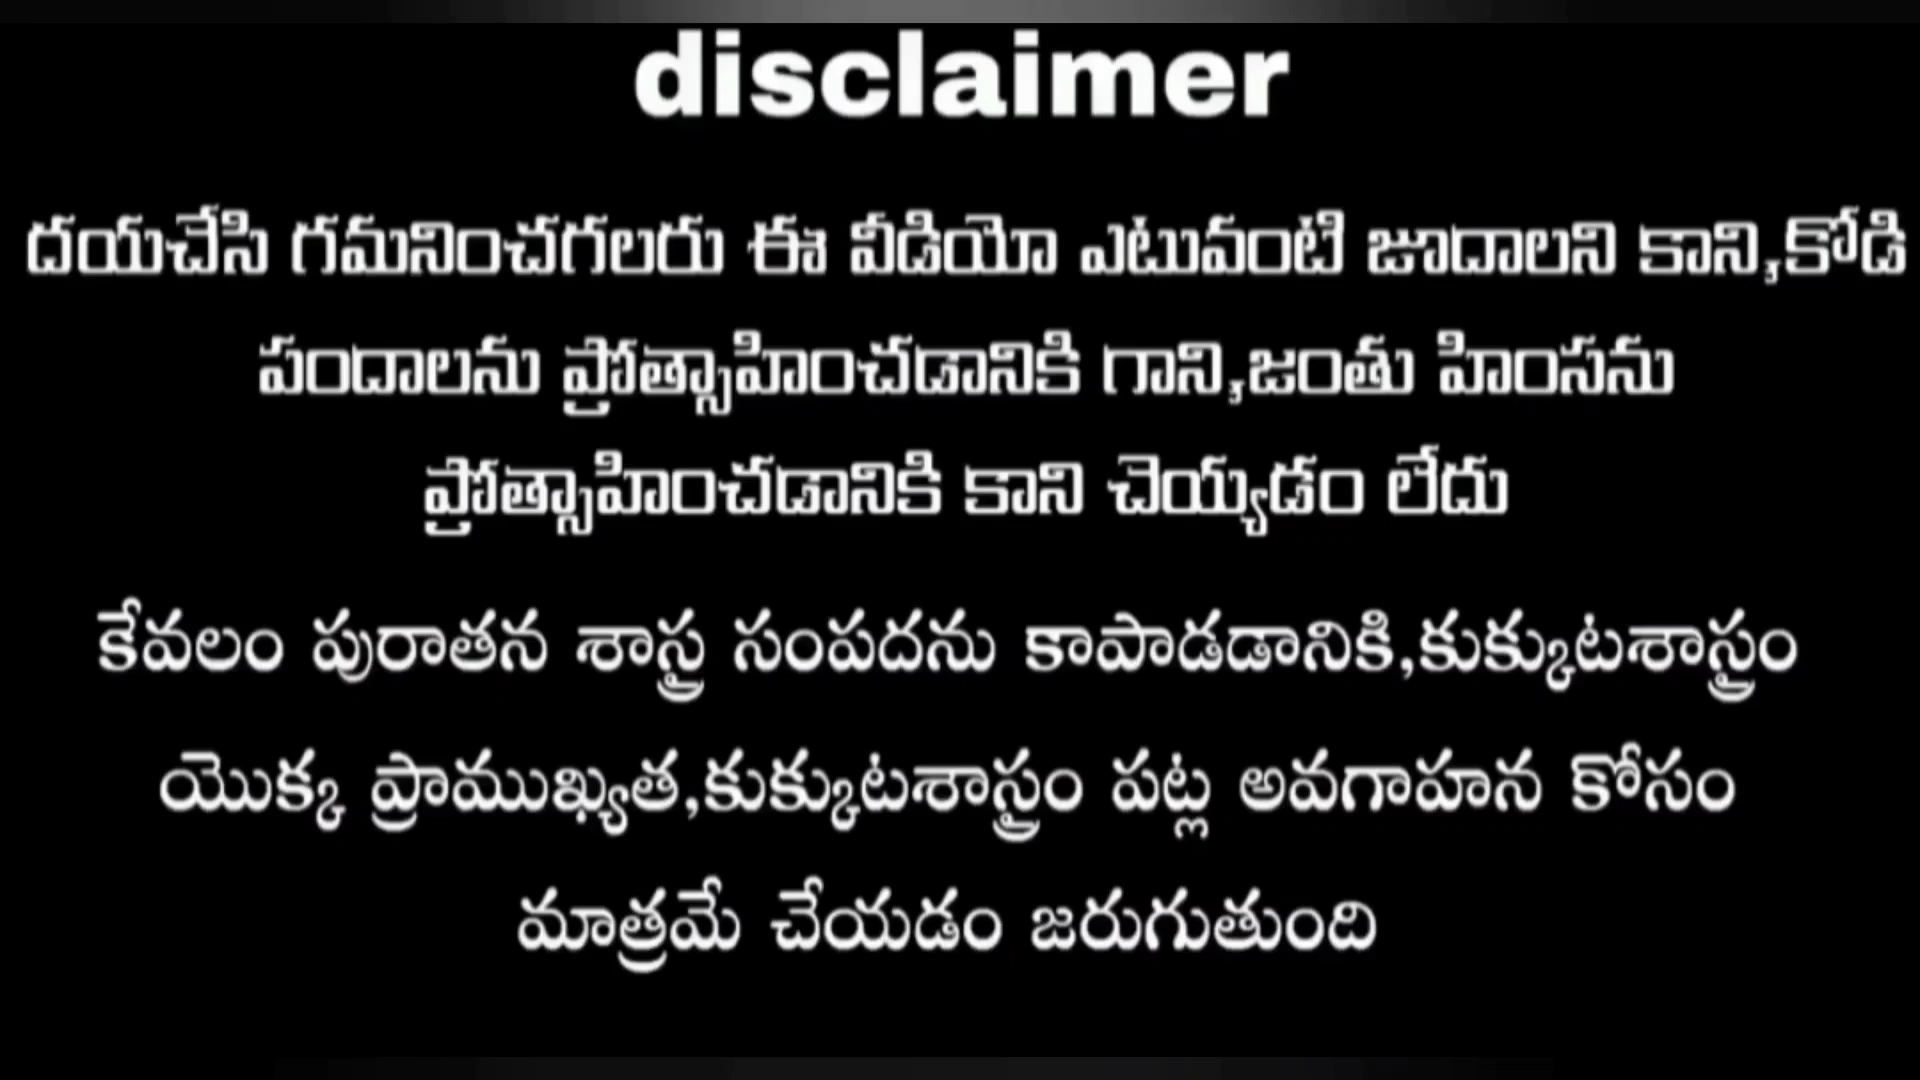 disclaimer
దయచేసి గమనించగలరు ఈ వీడియో ఎటువంటి జూదాలని కాని,కోడి
పందాలను ప్రోత్సాహించడానికి గాని,జంతు హింసను
ప్రోత్సాహించడానికి కాని చెయ్యడం లేదు
కేవలం పురాతన శాస్త్ర సంపదను కాపాడడానికి,కుక్కుటశాస్త్రం
యొక్క ప్రాముఖ్యత,కుక్కుటశాస్త్రం పట్ల అవగాహన కోసం
మాత్రమే చేయడం జరుగుతుంది